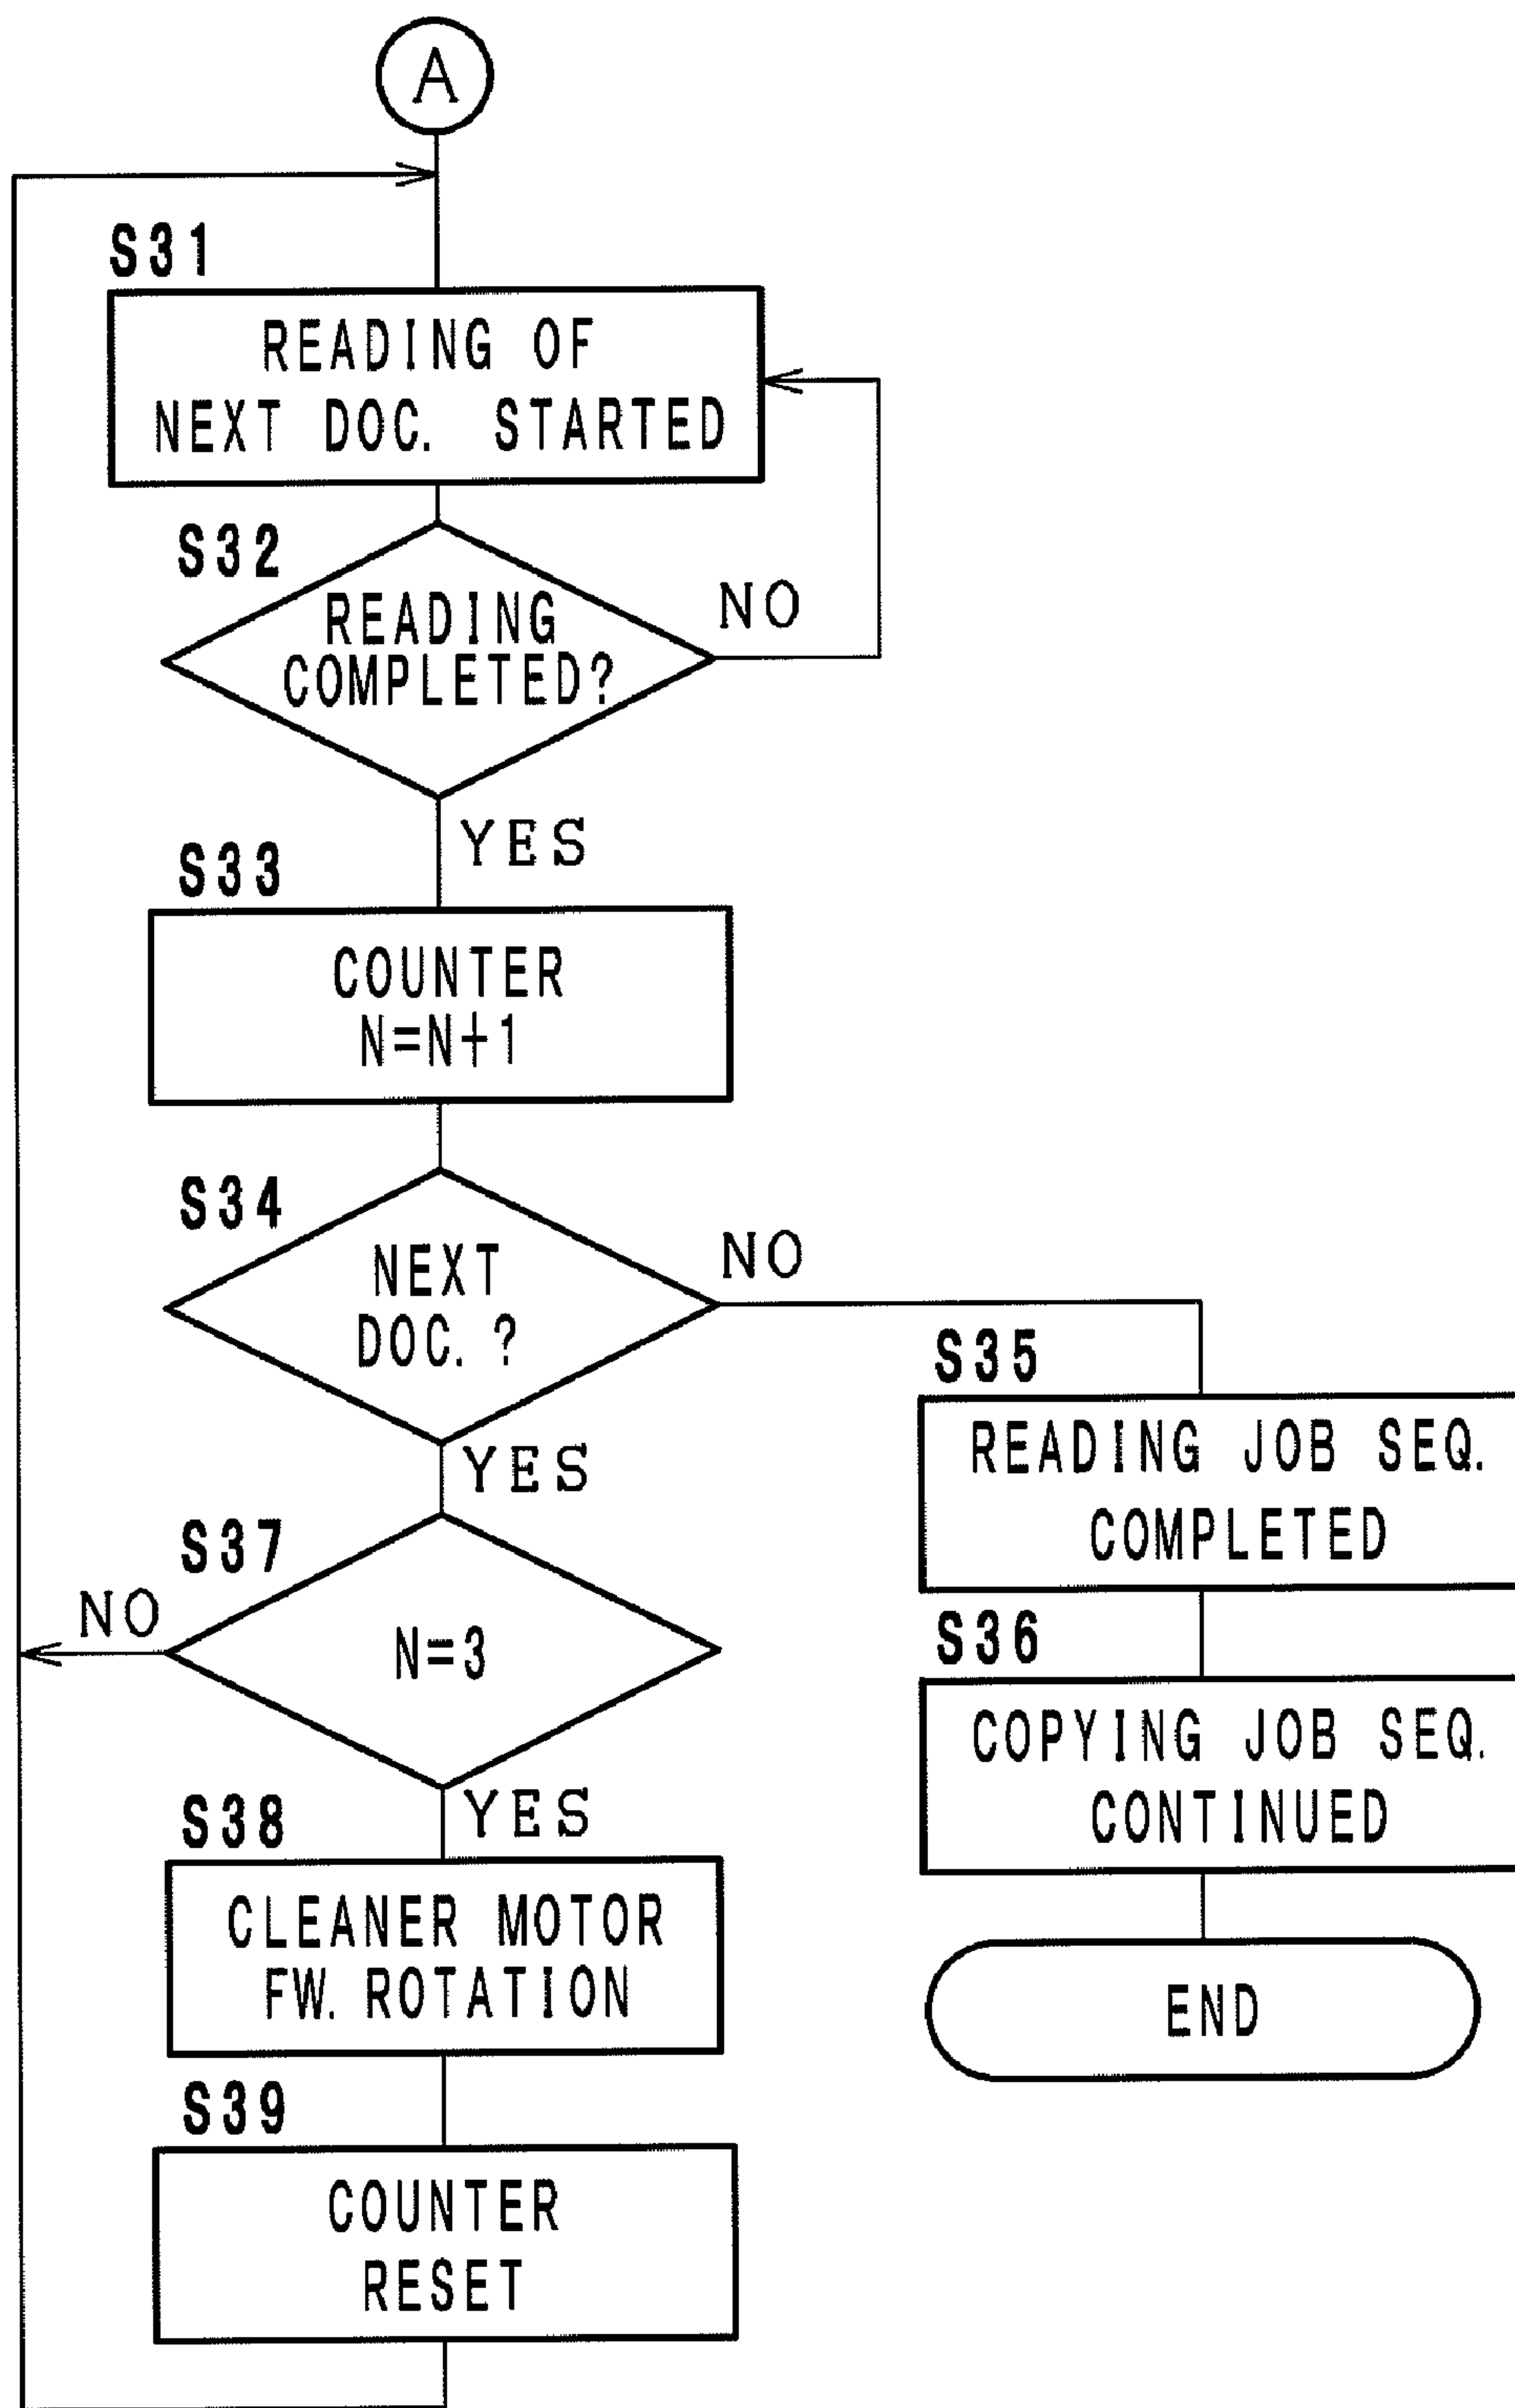 A
S31
READING OF
NEXT DOC. STARTED
S32
READING
COMPLETED?
NO
YES
S33
COUNTER
N=N+1
S34
NEXT
DOC. ?
NO
YES
S35
READING JOB SEQ.
COMPLETED
S36
COPYING JOB SEQ.
CONTINUED
END
S37
N=3
NO
YES
S38
CLEANER MOTOR
FW. ROTATION
S39
COUNTER
RESET